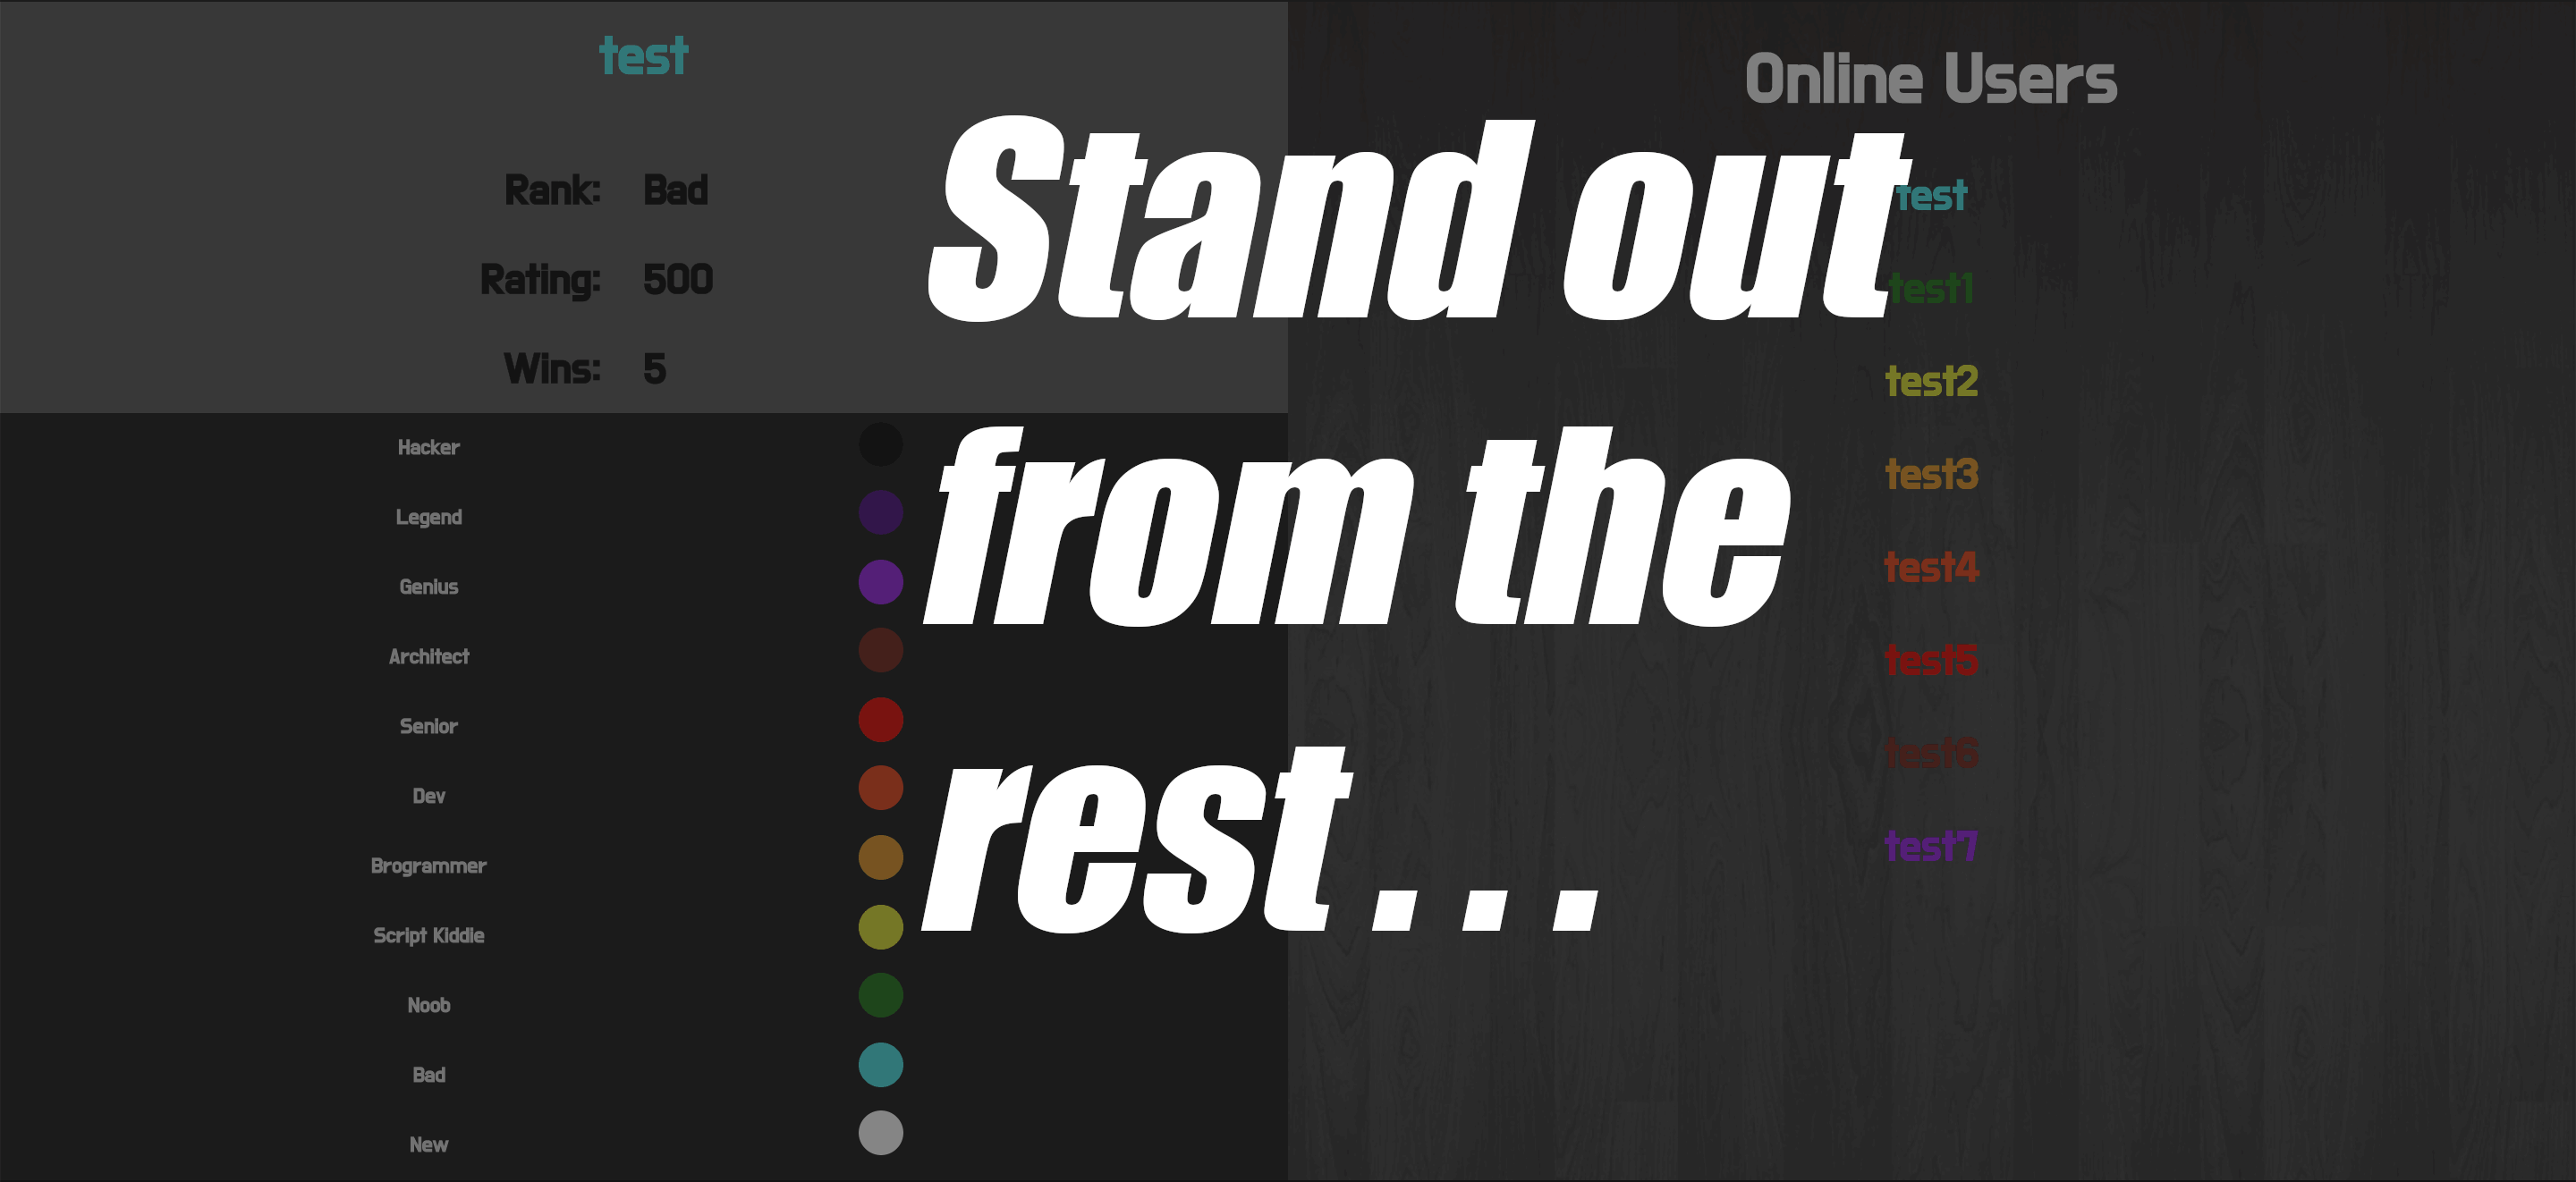 test
Rank: Bad
Rating: 500
Wins: 5
Hacker
Legend
Genius
Architect
Senior
Dev
Brogrammer
Script Kiddie
Noob
Bad
New
Stand out
from the
rest...
Online Users
test
test1
test2
test3
test4
test5
test6
test7